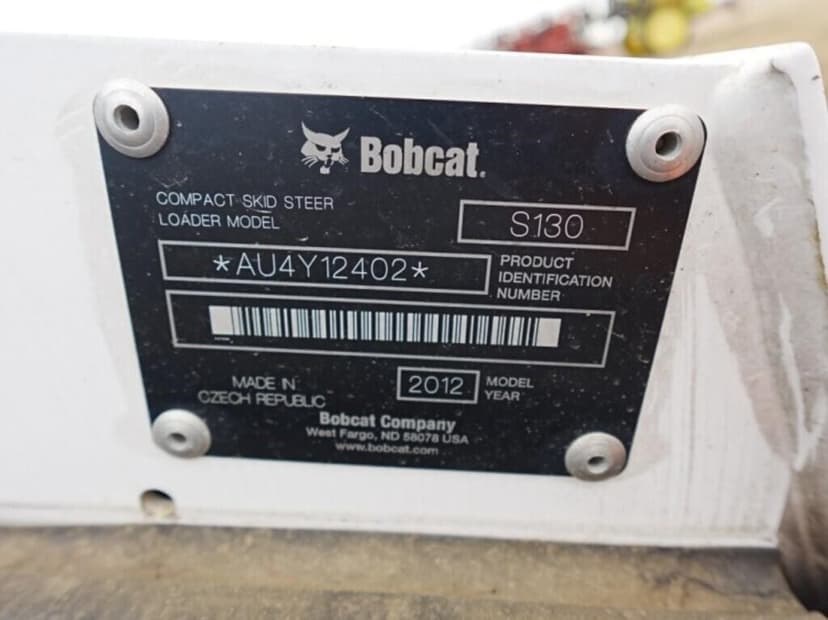 Bobcat.
COMPACT SKID STEER
LOADER MODEL
S130
*AU4Y12402*
PRODUCT
IDENTIFICATION
NUMBER
MADE IN
CZECH REPUBLIC
2012
MODEL
YEAR
Bobcat Company
West Fargo, ND 58078 USA
www.bobcat.com